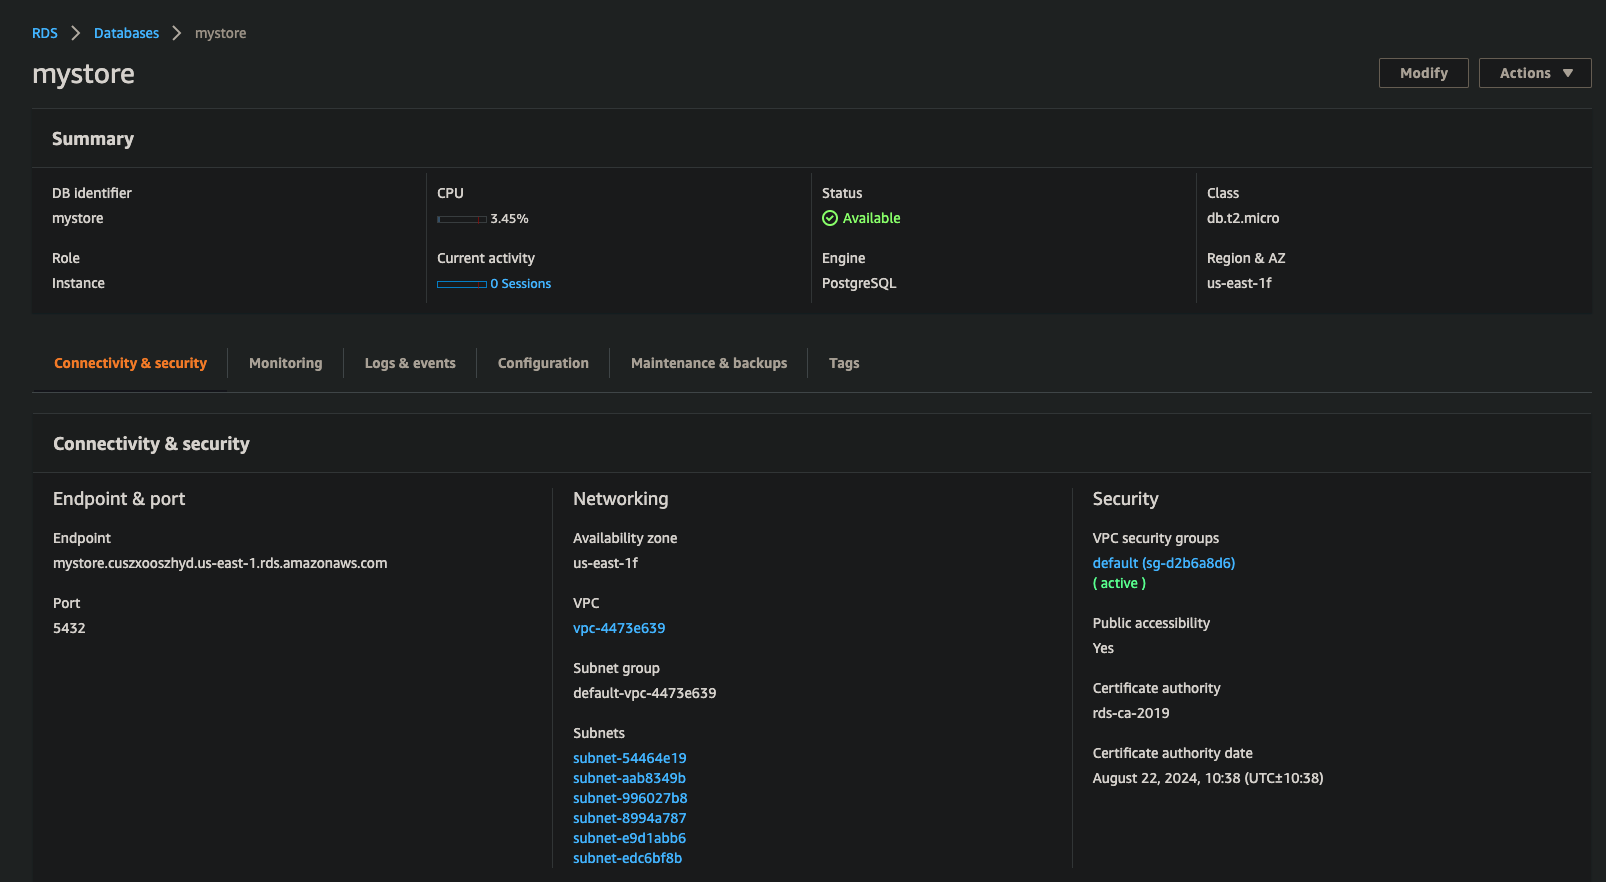 RDS > Databases > mystore
mystore
Modify
Actions ▼
Summary
DB identifier
mystore
CPU
3.45%
Status
Available
Class
db.t2.micro
Role
Instance
Current activity
0 Sessions
Engine
PostgreSQL
Region & AZ
us-east-1f
Connectivity & security
Monitoring
Logs & events
Configuration
Maintenance & backups
Tags
Connectivity & security
Endpoint & port
Endpoint
mystore.cuszxooszhyd.us-east-1.rds.amazonaws.com
Port
5432
Networking
Availability zone
us-east-1f
VPC
vpc-4473e639
Subnet group
default-vpc-4473e639
Subnets
subnet-54464e19
subnet-aab8349b
subnet-996027b8
subnet-8994a787
subnet-e9d1abb6
subnet-edc6bf8b
Security
VPC security groups
default (sg-d2b6a8d6)
( active )
Public accessibility
Yes
Certificate authority
rds-ca-2019
Certificate authority date
August 22, 2024, 10:38 (UTC±10:38)